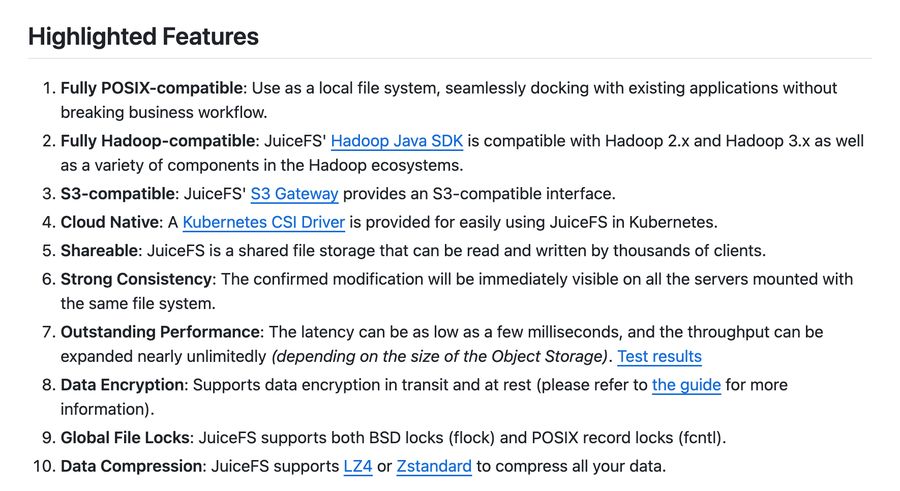 Highlighted Features
1. Fully POSIX-compatible: Use as a local file system, seamlessly docking with existing applications without
breaking business workflow.
2. Fully Hadoop-compatible: JuiceFS' Hadoop Java SDK is compatible with Hadoop 2.x and Hadoop 3.x as well
as a variety of components in the Hadoop ecosystems.
3. S3-compatible: JuiceFS' S3 Gateway provides an S3-compatible interface.
4. Cloud Native: A Kubernetes CSI Driver is provided for easily using JuiceFS in Kubernetes.
5. Shareable: JuiceFS is a shared file storage that can be read and written by thousands of clients.
6. Strong Consistency: The confirmed modification will be immediately visible on all the servers mounted with
the same file system.
7. Outstanding Performance: The latency can be as low as a few milliseconds, and the throughput can be
expanded nearly unlimitedly (depending on the size of the Object Storage). Test results
8. Data Encryption: Supports data encryption in transit and at rest (please refer to the guide for more
information).
9. Global File Locks: JuiceFS supports both BSD locks (flock) and POSIX record locks (fcntl).
10. Data Compression: JuiceFS supports LZ4 or Zstandard to compress all your data.